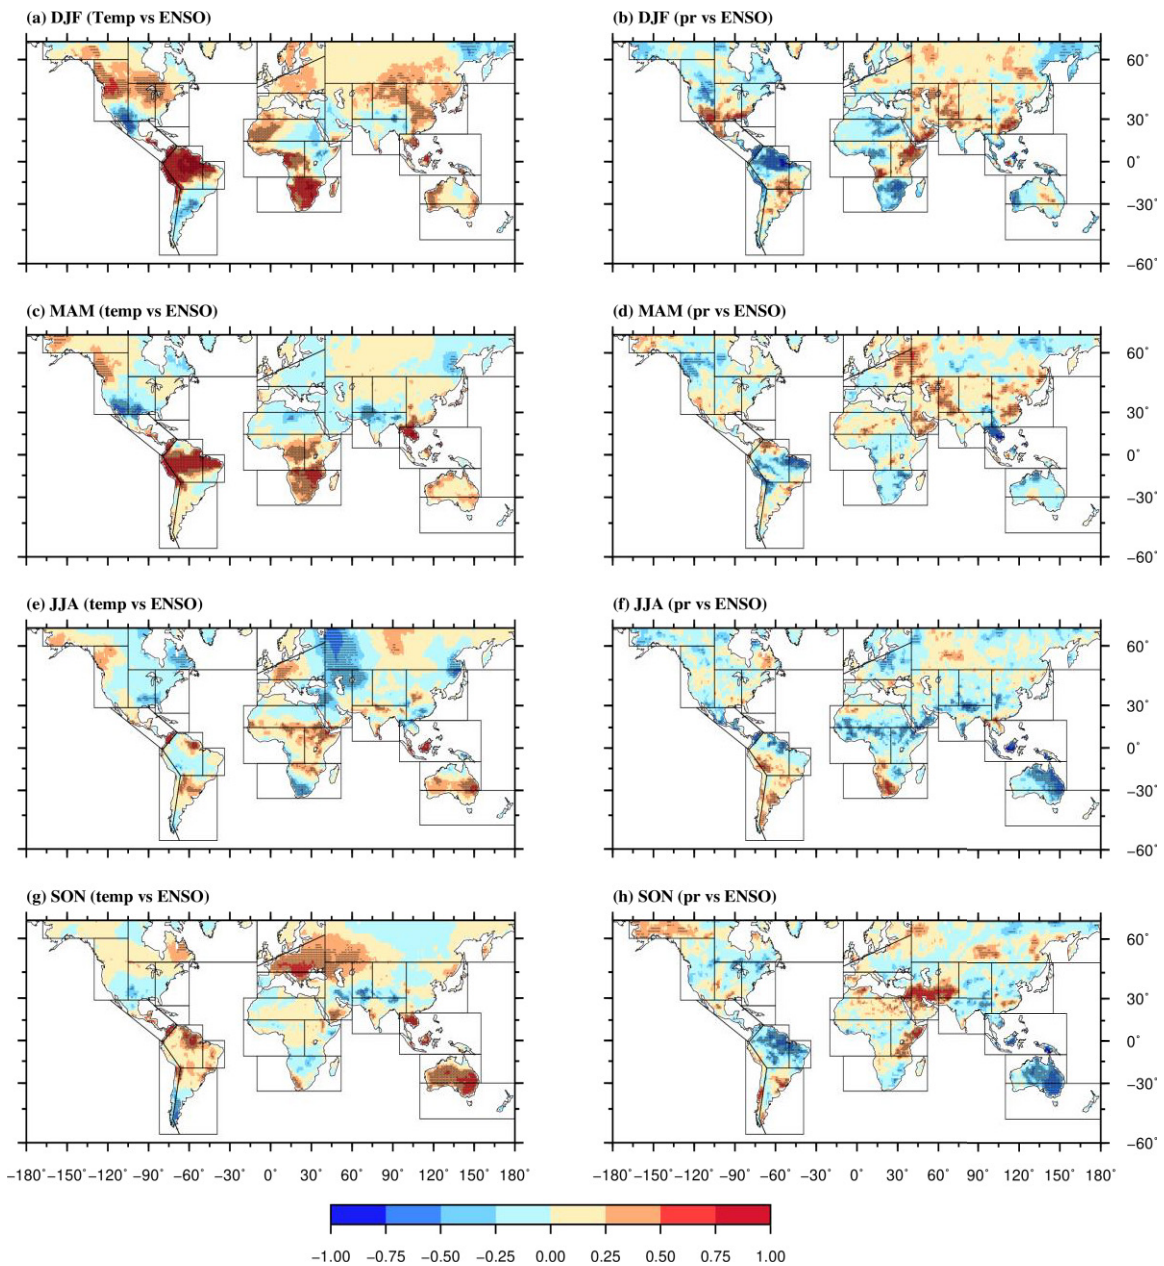 (a) DJF (Temp vs ENSO)
(b) DJF (pr vs ENSO)
60°
30°
0°
−30°
−60°
(c) MAM (temp vs ENSO)
(d) MAM (pr vs ENSO)
60°
30°
0°
−30°
−60°
(e) JJA (temp vs ENSO)
(f) JJA (pr vs ENSO)
60°
30°
0°
−30°
−60°
(g) SON (temp vs ENSO)
(h) SON (pr vs ENSO)
60°
30°
0°
−30°
−60°
−180° −150° −120° −90° −60° −30° 0° 30° 60° 90° 120° 150° 180° −180° −150° −120° −90° −60° −30° 0° 30° 60° 90° 120° 150° 180°
−1.00 −0.75 −0.50 −0.25 0.00 0.25 0.50 0.75 1.00